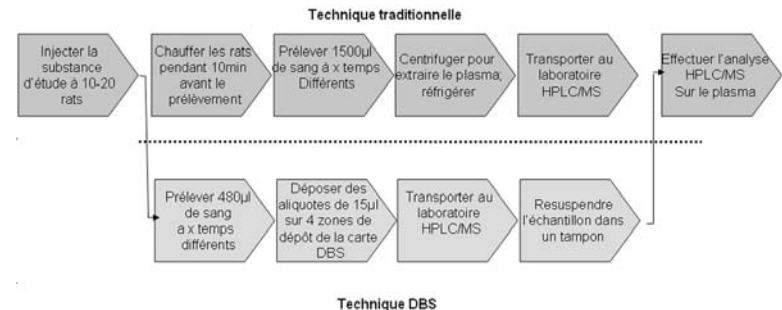 Technique traditionnelle
Injecter la
substance
d'étude à 10-20
rats
Chauffer les rats
pendant 10min
avant le
prélèvement
Prélever 1500µl
de sang à x temps
Différents
Centrifuger pour
extraire le plasma;
réfrigérer
Transporter au
laboratoire
HPLC/MS
Effectuer l'analyse
HPLC/MS
Sur le plasma
Prélever 480µl
de sang
a x temps
différents
Déposer des
aliquotes de 15µl
sur 4 zones de
dépôt de la carte
DBS
Transporter au
laboratoire
HPLC/MS
Resuspendre
l'échantillon dans
un tampon
Technique DBS